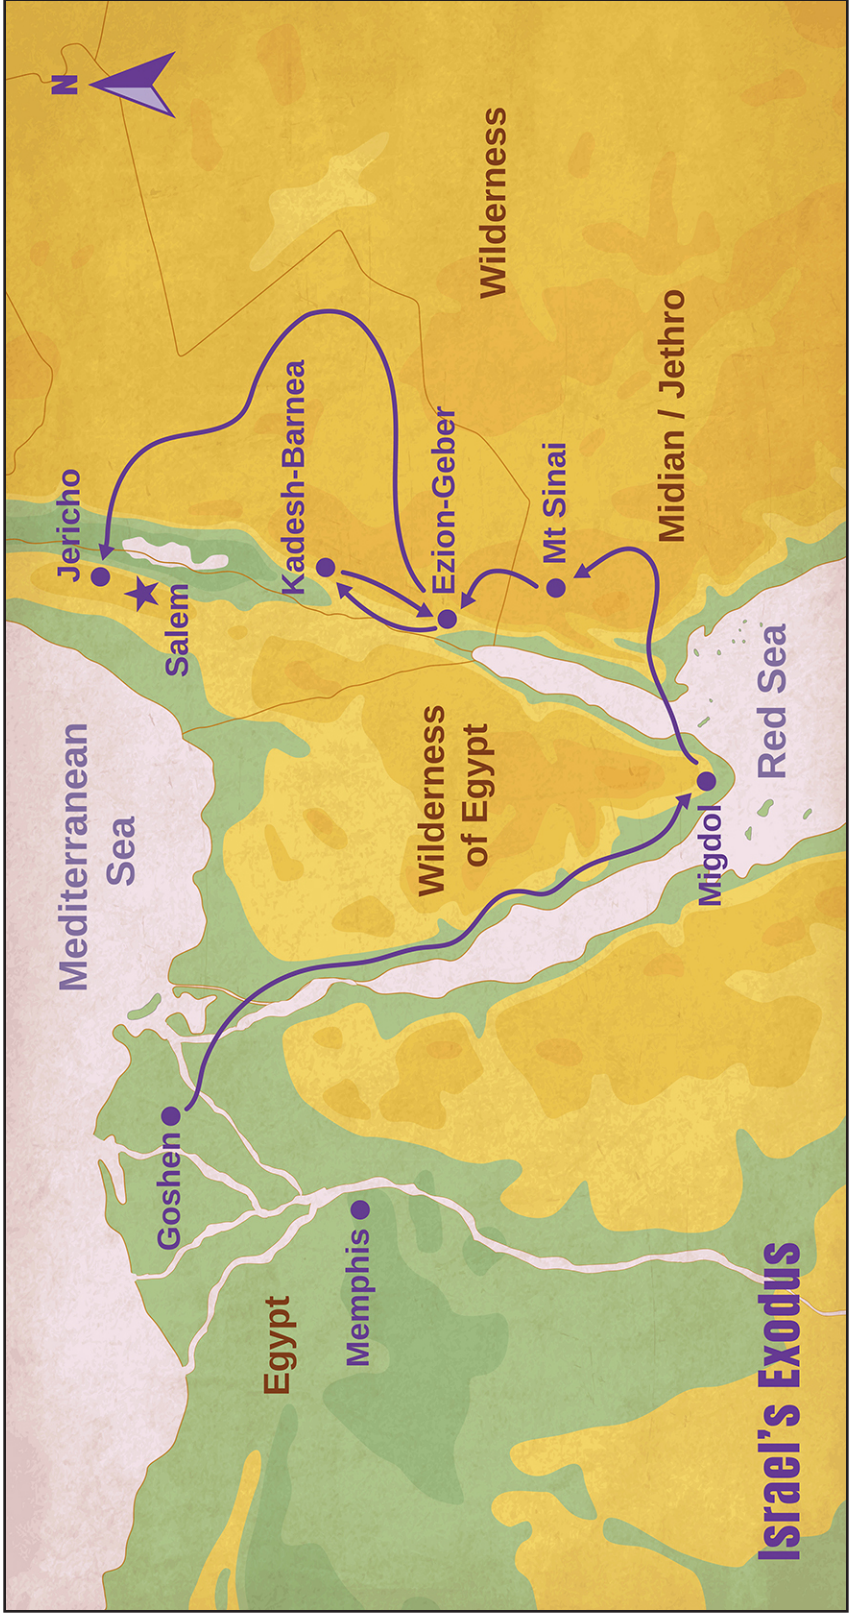 N
Mediterranean
Sea
Jericho
Salem
Kadesh-Barnea
Ezion-Geber
Wilderness
Mt Sinai
Midian / Jethro
Wilderness
of Egypt
Goshen
Migdol
Red Sea
Egypt
Memphis
Israel's Exodus